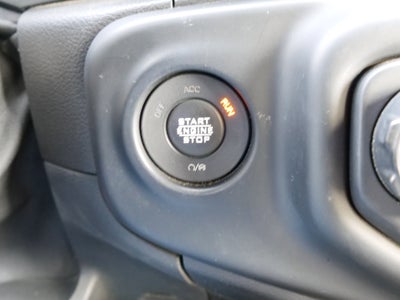 ACC
OFF
RUN
START
ENGINE
STOP